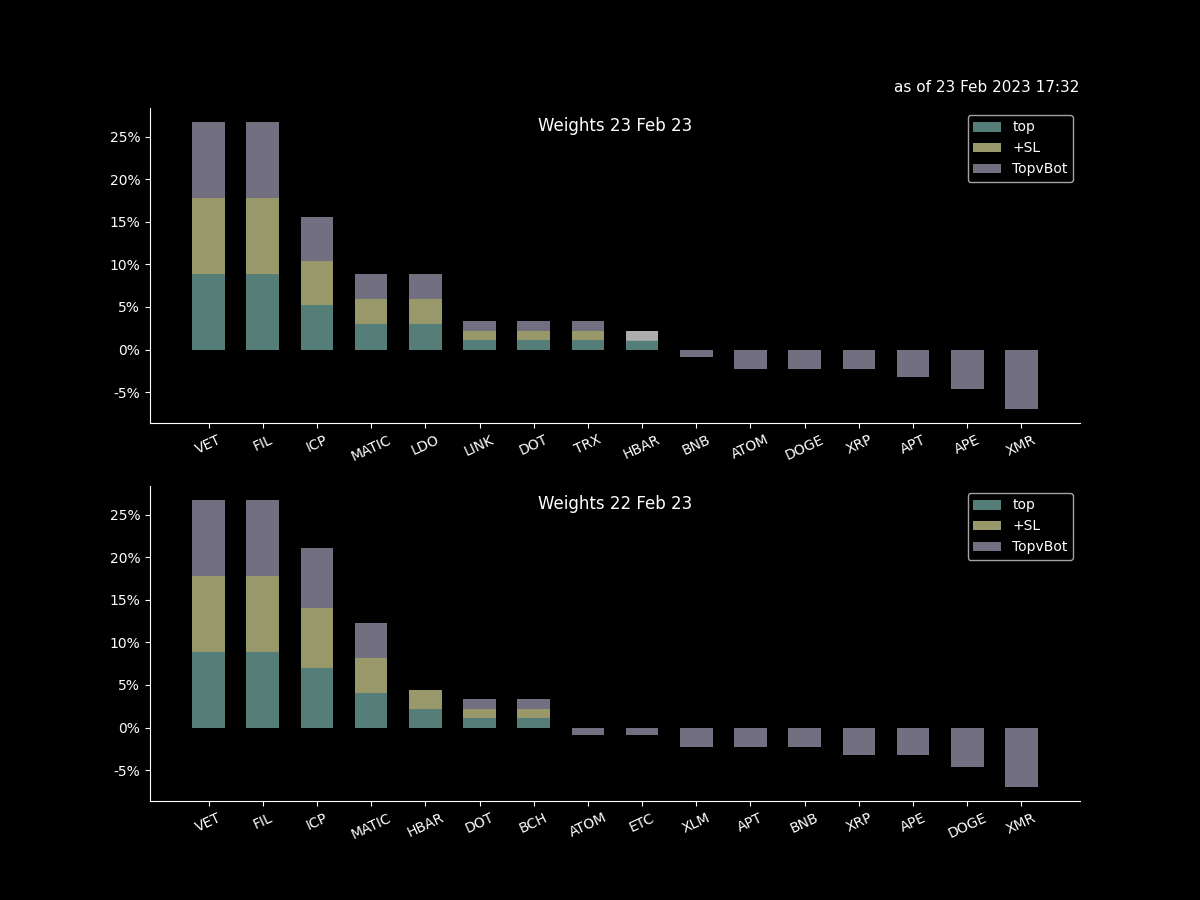 as of 23 Feb 2023 17:32
Weights 23 Feb 23
top
+SL
TopvBot
25%
20%
15%
10%
5%
0%
-5%
VET FIL ICP MATIC LDO LINK DOT TRX HBAR BNB ATOM DOGE XRP APT APE XMR
Weights 22 Feb 23
top
+SL
TopvBot
25%
20%
15%
10%
5%
0%
-5%
VET FIL ICP MATIC HBAR DOT BCH ATOM ETC XLM APT BNB XRP APE DOGE XMR